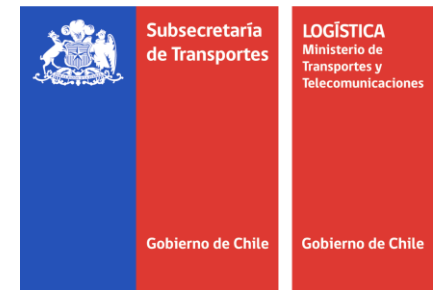 Subsecretaría
de Transportes
Gobierno de Chile
LOGÍSTICA
Ministerio de
Transportes y
Telecomunicaciones
Gobierno de Chile